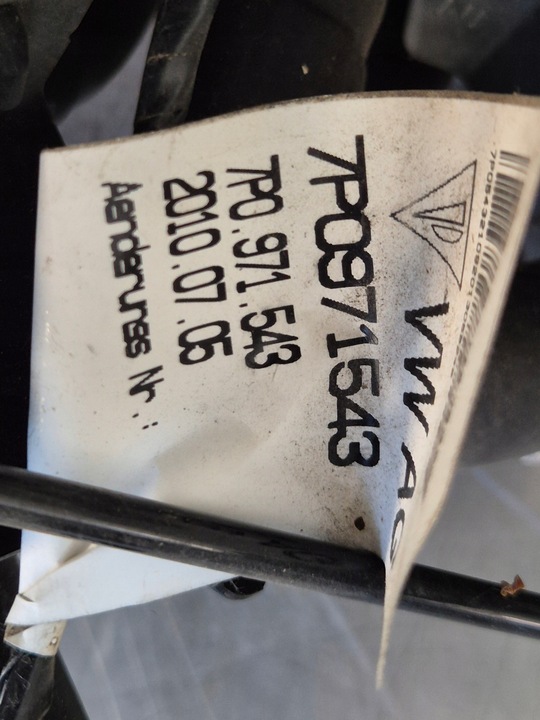 VW AG
7P0971543
7P0.971.543
2010.07.05
Aenderungs Nr.: